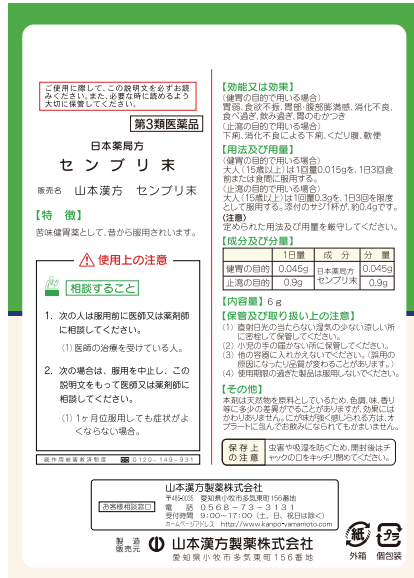 ご使用に際して、この説明文を必ずお読
みください。また、必要な時に読めるよう
大切に保管してください。
第3類医薬品
日本薬局方
センブリ末
販売名 山本漢方 センブリ末
【特 徴】
苦味健胃薬として、昔から服用されいます。
使用上の注意
相談すること
1. 次の人は服用前に医師又は薬剤師
に相談してください。
(1) 医師の治療を受けている人。
2. 次の場合は、服用を中止し、この
説明文をもって医師又は薬剤師に
相談してください。
(1) 1ヶ月位服用しても症状がよ
くならない場合。
副作用被害救済制度 0120-149-931
【効能又は効果】
(健胃の目的で用いる場合)
胃弱、食欲不振、胃部・腹部膨満感、消化不良、
食べ過ぎ、飲み過ぎ、胃のむかつき
(止瀉の目的で用いる場合)
下痢、消化不良による下痢、くだり腹、軟便
【用法及び用量】
(健胃の目的で用いる場合)
大人(15歳以上)は1回量0.015gを、1日3回食
前または食間に服用する。
(止瀉の目的で用いる場合)
大人(15歳以上)は1回量0.3gを、1日3回を限度
として服用する。添付のサジ1杯が、約0.4gです。
(注意)
定められた用法及び用量を厳守してください。
【成分及び分量】
1日量 成 分 分 量
健胃の目的 0.045g 日本薬局方 センブリ末 0.045g
止瀉の目的 0.9g 0.9g
【内容量】6g
【保管及び取り扱い上の注意】
(1) 直射日光の当たらない湿気の少ない涼しい所
に密栓して保管してください。
(2) 小児の手の届かない所に保管してください。
(3) 他の容器に入れかえないでください。(誤用の
原因になったり品質が変わることがあります。)
(4) 使用期限の過ぎた製品は服用しないでください。
【その他】
本剤は天然物を原料としているため、色調、味、香り
等に多少の差異がでることがありますが、効果には
かわりありません。にが味が強く感じられる方は、オ
ブラートに包んでお飲みになられてもかまいません。
保存上
の注意
虫害や吸湿を防ぐため、開封後はチ
ャックの口をキッチリ閉めてください。
お客様相談窓口
山本漢方製薬株式会社
〒485-0035 愛知県小牧市多気東町156番地
電 話 0568-73-3131
受付時間 9:00~17:00(土、日、祝日は除く)
ホームページアドレス http://www.kanpo-yamamoto.com
製 造
販売元
山本漢方製薬株式会社
愛知県小牧市多気東町156番地
紙
外箱
プラ
個包装